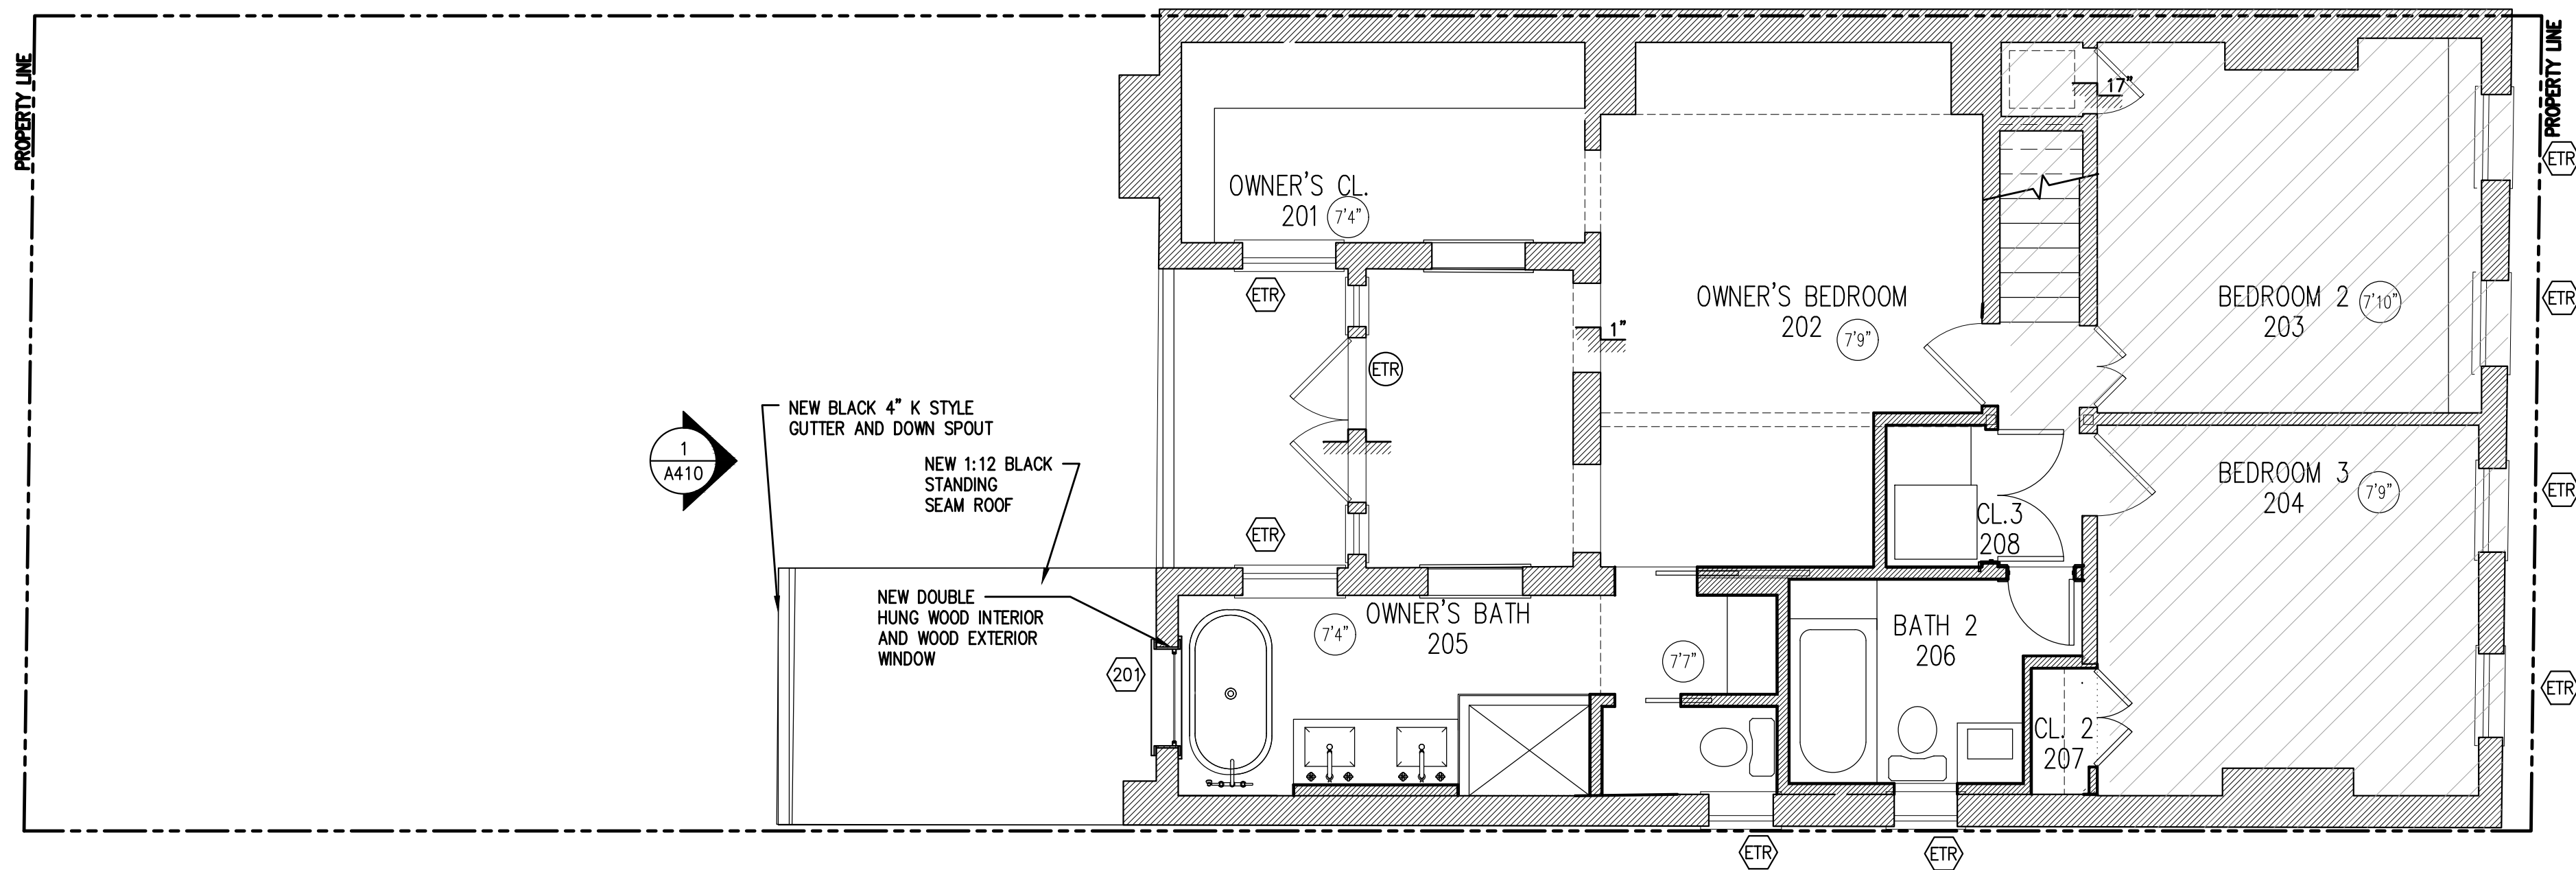 PROPERTY LINE
PROPERTY LINE
17"
ETR
OWNER'S CL.
201
7'4"
ETR
OWNER'S BEDROOM
202
7'9"
BEDROOM 2
203
7'10"
ETR
1"
ETR
NEW BLACK 4" K STYLE
GUTTER AND DOWN SPOUT
1
A410
NEW 1:12 BLACK
STANDING
SEAM ROOF
BEDROOM 3
204
7'9"
ETR
CL.3
208
ETR
NEW DOUBLE
HUNG WOOD INTERIOR
AND WOOD EXTERIOR
WINDOW
201
7'4"
OWNER'S BATH
205
7'7"
BATH 2
206
ETR
CL. 2
207
ETR
ETR